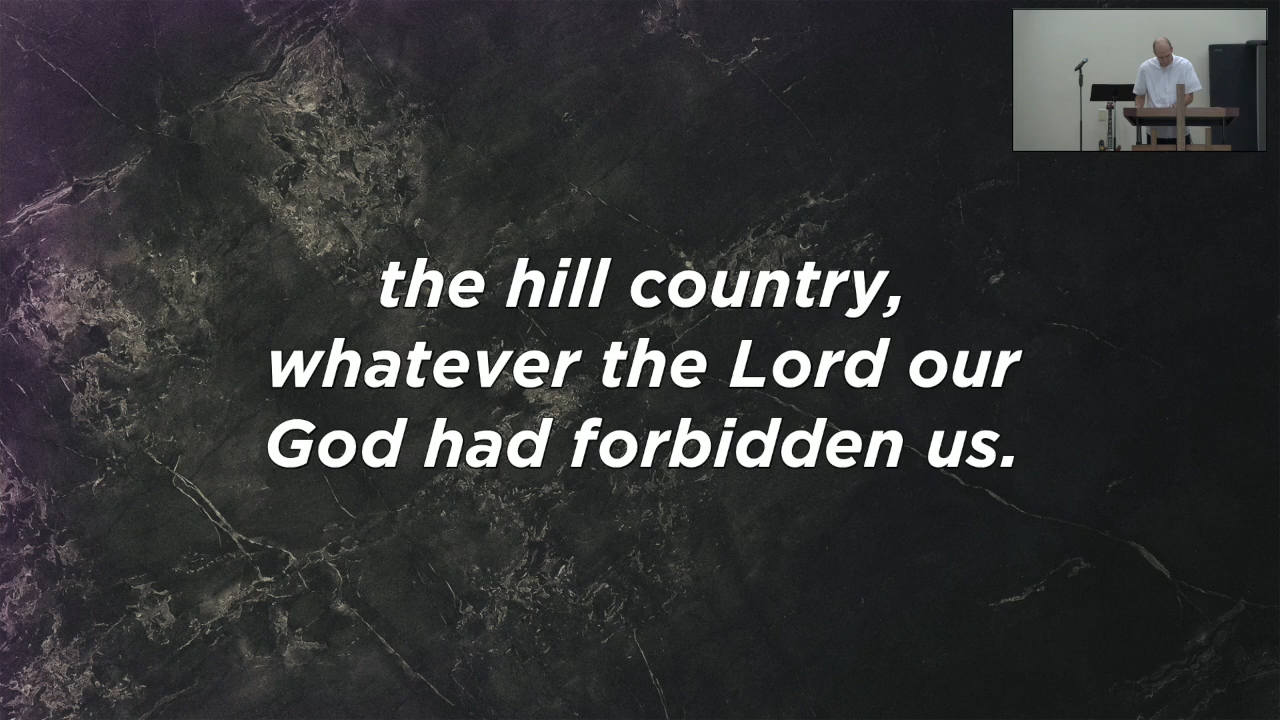 the hill country,
whatever the Lord our
God had forbidden us.